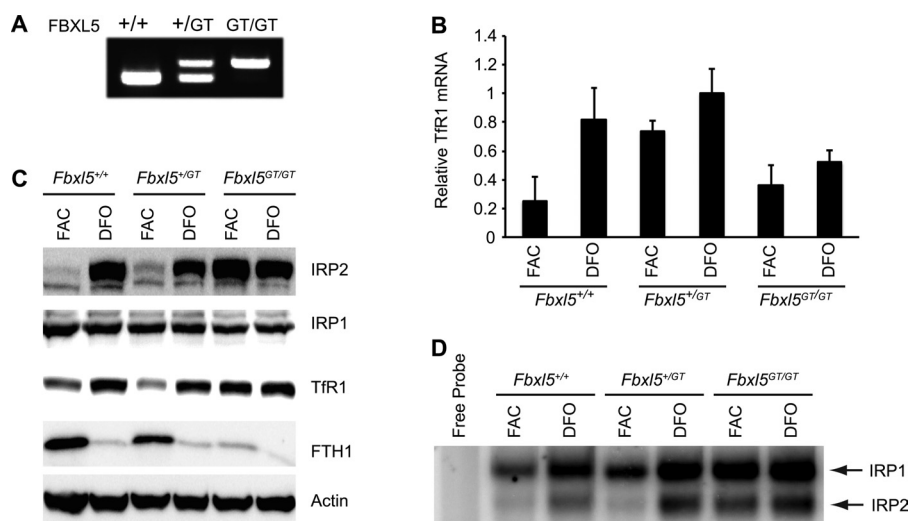 A
FBXL5 +/+ +/GT GT/GT
B
Relative TfR1 mRNA
1.4
1.2
1
0.8
0.6
0.4
0.2
0
FAC DFO FAC DFO FAC DFO
Fbxl5+/+ Fbxl5+/GT Fbxl5GT/GT
C
Fbxl5+/+ Fbxl5+/GT Fbxl5GT/GT
FAC DFO FAC DFO FAC DFO
IRP2
IRP1
TfR1
FTH1
Actin
D
Free Probe
Fbxl5+/+ Fbxl5+/GT Fbxl5GT/GT
FAC DFO FAC DFO FAC DFO
IRP1
IRP2